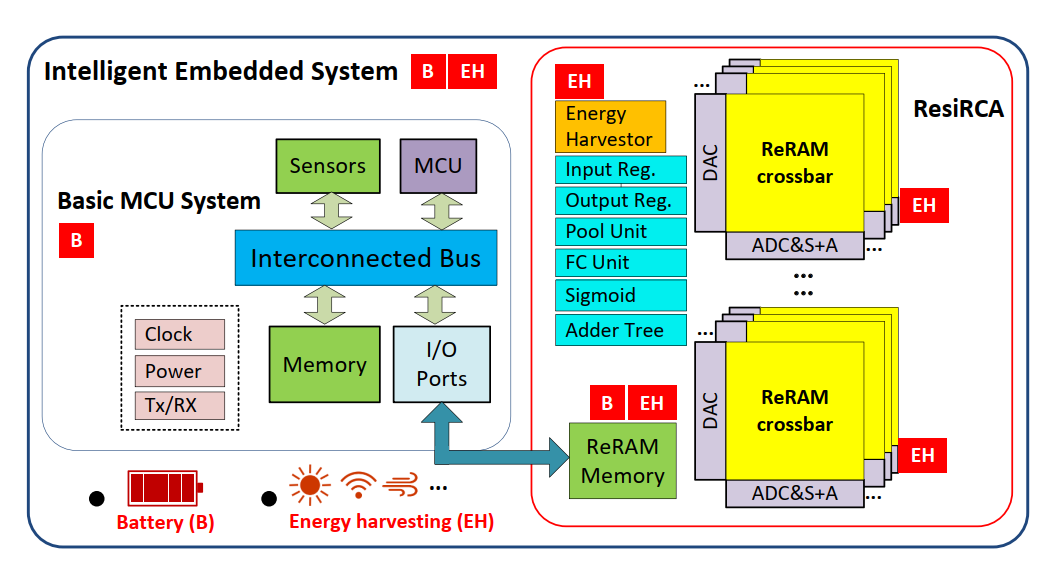 Intelligent Embedded System
B
EH
Basic MCU System
B
Sensors
MCU
Interconnected Bus
Memory
I/O
Ports
Clock
Power
Tx/RX
Battery (B)
Energy harvesting (EH)
...
ResiRCA
EH
Energy
Harvestor
Input Reg.
Output Reg.
Pool Unit
FC Unit
Sigmoid
Adder Tree
B
EH
ReRAM
Memory
...
DAC
ReRAM
crossbar
EH
ADC&S+A
...
...
...
...
DAC
ReRAM
crossbar
EH
ADC&S+A
...